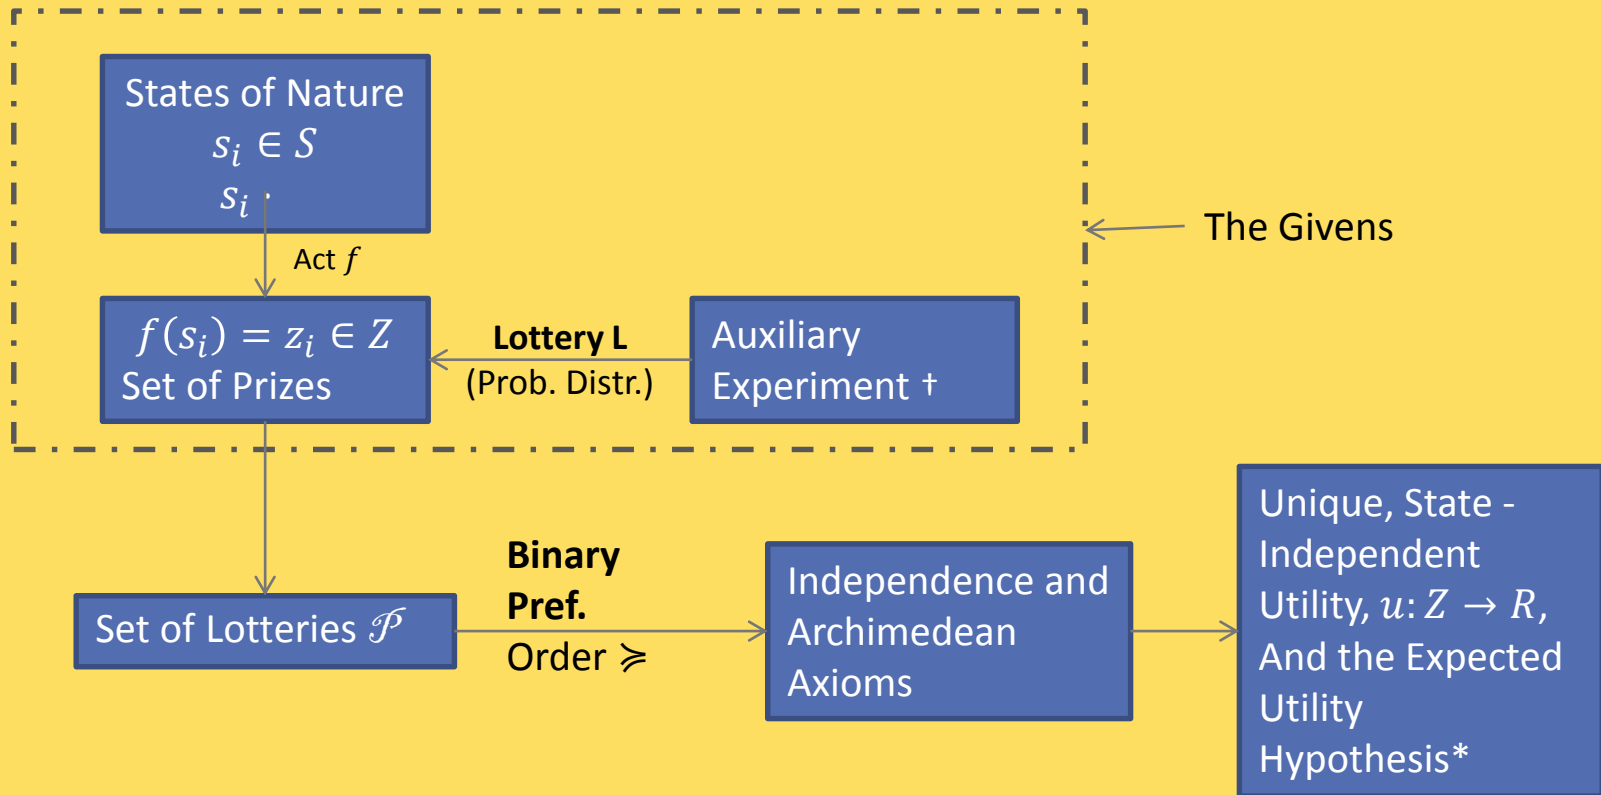 States of Nature
𝑠ᵢ ∈ 𝑆
𝑠ᵢ .
Act 𝑓
The Givens
𝑓(𝑠ᵢ) = 𝑧ᵢ ∈ 𝑍
Set of Prizes
Lottery L
(Prob. Distr.)
Auxiliary
Experiment †
Set of Lotteries 𝒫
Binary
Pref.
Order ≽
Independence and
Archimedean
Axioms
Unique, State -
Independent
Utility, 𝑢: 𝑍 → 𝑅,
And the Expected
Utility
Hypothesis*